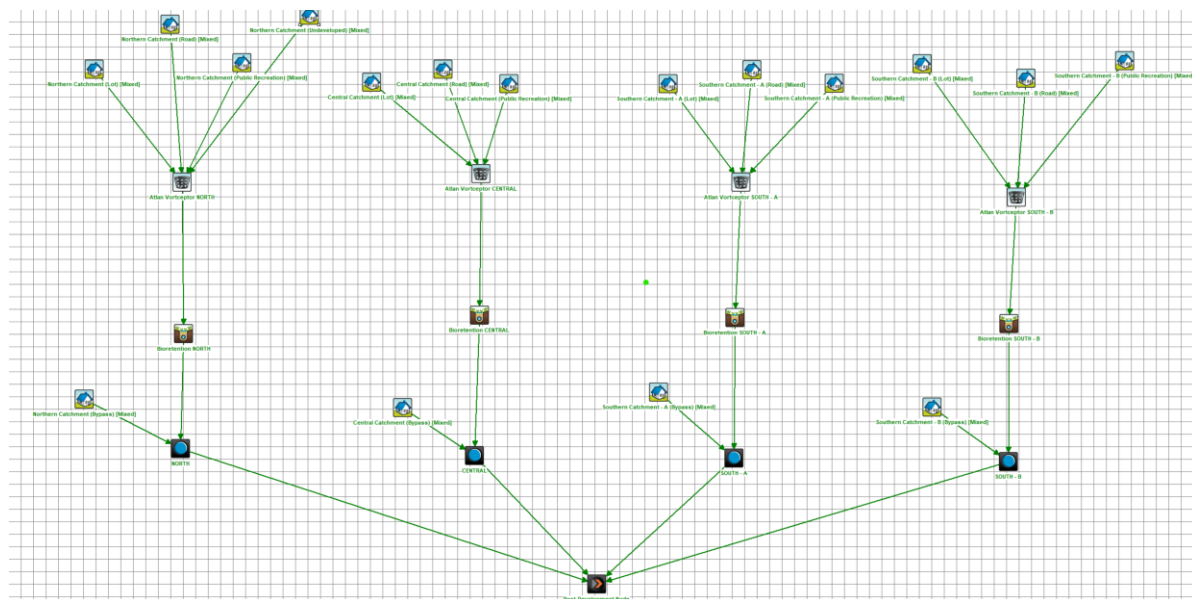 Northern Catchment (Undeveloped) [Mixed]
Northern Catchment (Road) [Mixed]
Northern Catchment (Public Recreation) [Mixed]
Northern Catchment (Lot) [Mixed]
Central Catchment (Road) [Mixed]
Central Catchment (Lot) [Mixed]
Central Catchment (Public Recreation) [Mixed]
Southern Catchment - A (Road) [Mixed]
Southern Catchment - A (Lot) [Mixed]
Southern Catchment - A (Public Recreation) [Mixed]
Southern Catchment - B (Lot) [Mixed]
Southern Catchment - B (Public Recreation) [Mixed]
Southern Catchment - B (Road) [Mixed]
Atlan Vortceptor NORTH
Atlan Vortceptor CENTRAL
Atlan Vortceptor SOUTH - A
Atlan Vortceptor SOUTH - B
Bioretention NORTH
Bioretention CENTRAL
Bioretention SOUTH - A
Bioretention SOUTH - B
Northern Catchment (Bypass) [Mixed]
Central Catchment (Bypass) [Mixed]
Southern Catchment - A (Bypass) [Mixed]
Southern Catchment - B (Bypass) [Mixed]
NORTH
CENTRAL
SOUTH - A
SOUTH - B